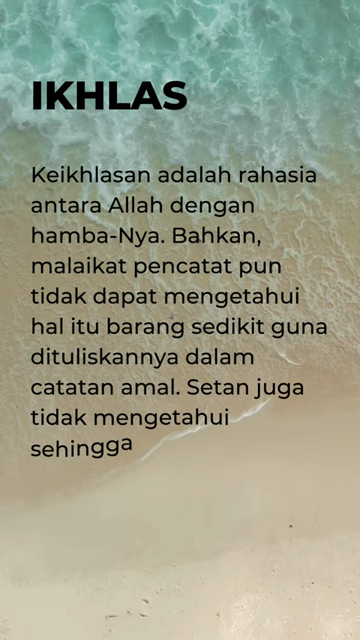 IKHLAS
Keikhlasan adalah rahasia
antara Allah dengan
hamba-Nya. Bahkan,
malaikat pencatat pun
tidak dapat mengetahui
hal itu barang sedikit guna
dituliskannya dalam
catatan amal. Setan juga
tidak mengetahui
sehingga